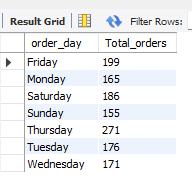 Result Grid Filter Rows:
order_day Total_orders
Friday 199
Monday 165
Saturday 186
Sunday 155
Thursday 271
Tuesday 176
Wednesday 171